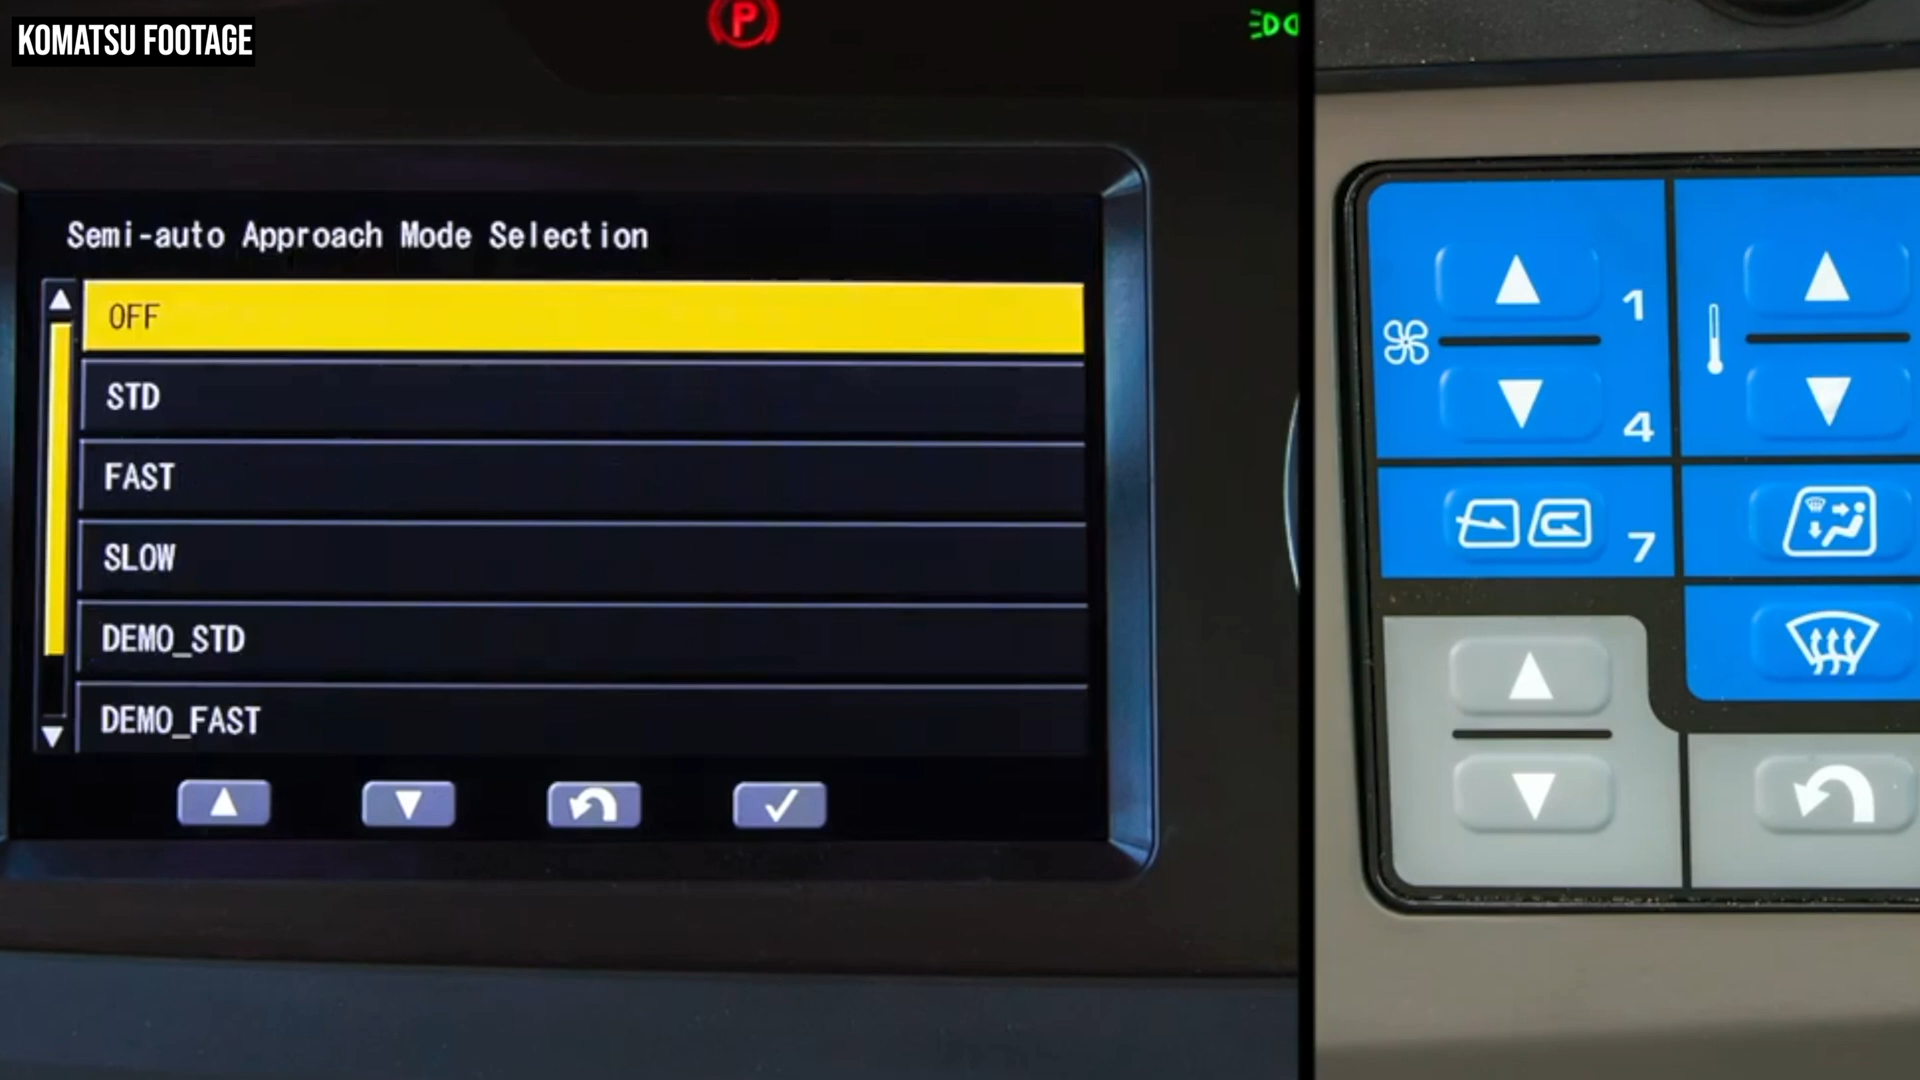 KOMATSU FOOTAGE
P
Semi-auto Approach Mode Selection
OFF
STD
FAST
SLOW
DEMO_STD
DEMO_FAST
1
4
7